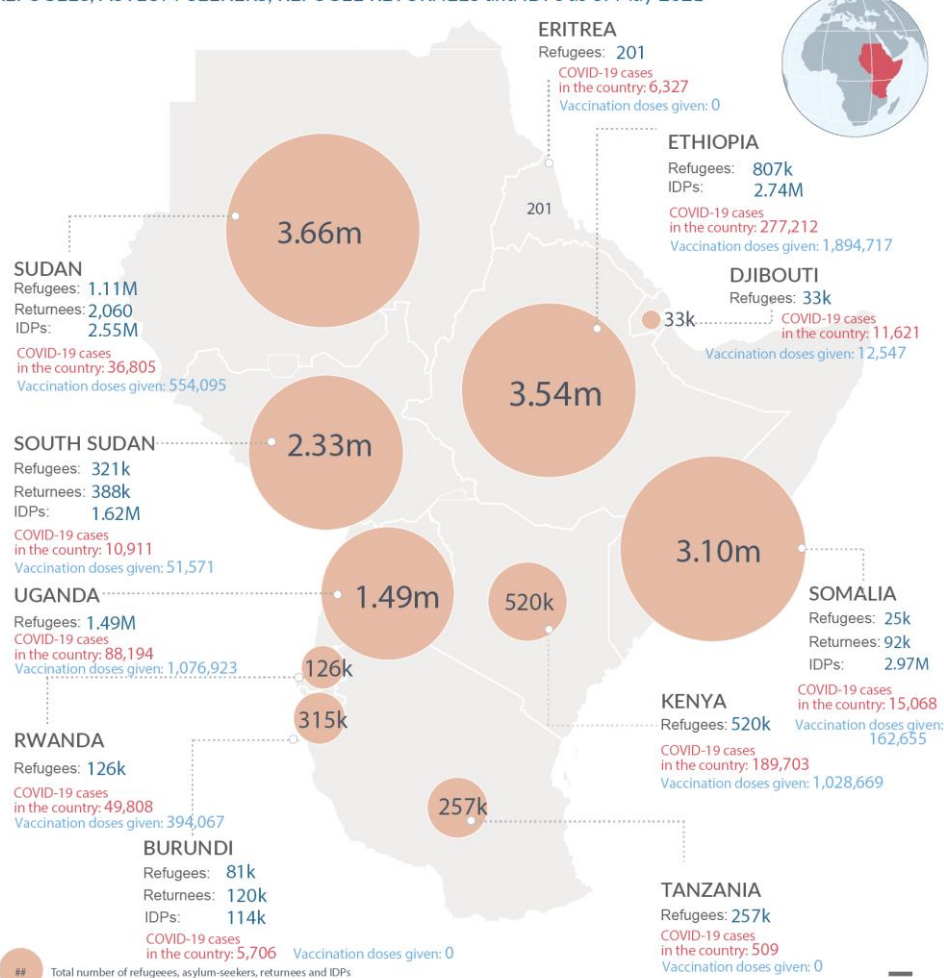 ERITREA
Refugees: 201
COVID-19 cases
in the country: 6,327
Vaccination doses given: 0
ETHIOPIA
Refugees: 807k
IDPs: 2.74M
COVID-19 cases
in the country: 277,212
Vaccination doses given: 1,894,717
201
3.66m
SUDAN
Refugees: 1.11M
Returnees: 2,060
IDPs: 2.55M
COVID-19 cases
in the country: 36,805
Vaccination doses given: 554,095
DJIBOUTI
Refugees: 33k
33k
COVID-19 cases
in the country: 11,621
Vaccination doses given: 12,547
3.54m
2.33m
SOUTH SUDAN
Refugees: 321k
Returnees: 388k
IDPs: 1.62M
COVID-19 cases
in the country: 10,911
Vaccination doses given: 51,571
3.10m
1.49m
520k
UGANDA
Refugees: 1.49M
COVID-19 cases
in the country: 88,194
Vaccination doses given: 1,076,923
SOMALIA
Refugees: 25k
Returnees: 92k
IDPs: 2.97M
COVID-19 cases
in the country: 15,068
Vaccination doses given:
162,655
126k
315k
RWANDA
Refugees: 126k
COVID-19 cases
in the country: 49,808
Vaccination doses given: 394,067
KENYA
Refugees: 520k
COVID-19 cases
in the country: 189,703
Vaccination doses given: 1,028,669
257k
BURUNDI
Refugees: 81k
Returnees: 120k
IDPs: 114k
COVID-19 cases
in the country: 5,706 Vaccination doses given: 0
TANZANIA
Refugees: 257k
COVID-19 cases
in the country: 509
Vaccination doses given: 0
## Total number of refugeees, asylum-seekers, returnees and IDPs